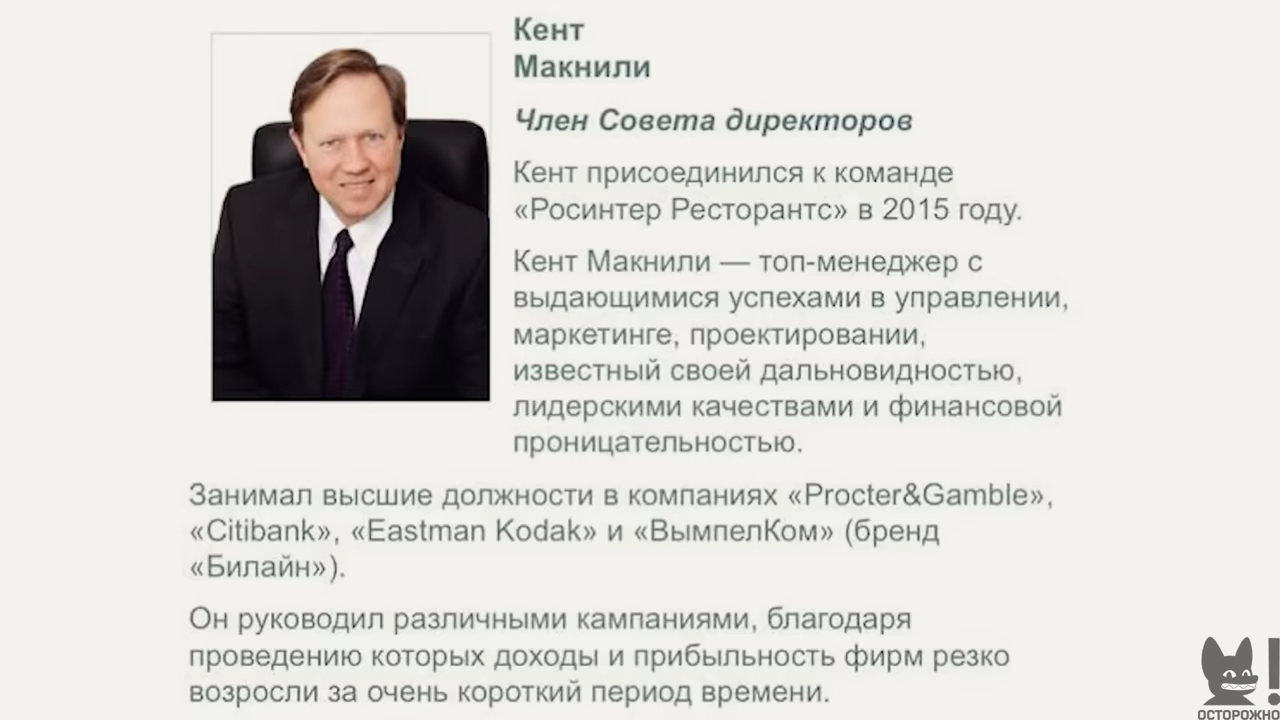 Кент
Макнили
Член Совета директоров
Кент присоединился к команде
«Росинтер Ресторантс» в 2015 году.
Кент Макнили — топ-менеджер с
выдающимися успехами в управлении,
маркетинге, проектировании,
известный своей дальновидностью,
лидерскими качествами и финансовой
проницательностью.
Занимал высшие должности в компаниях «Procter&Gamble»,
«Citibank», «Eastman Kodak» и «ВымпелКом» (бренд
«Билайн»).
Он руководил различными кампаниями, благодаря
проведению которых доходы и прибыльность фирм резко
возросли за очень короткий период времени.
!
ОСТОРОЖНО